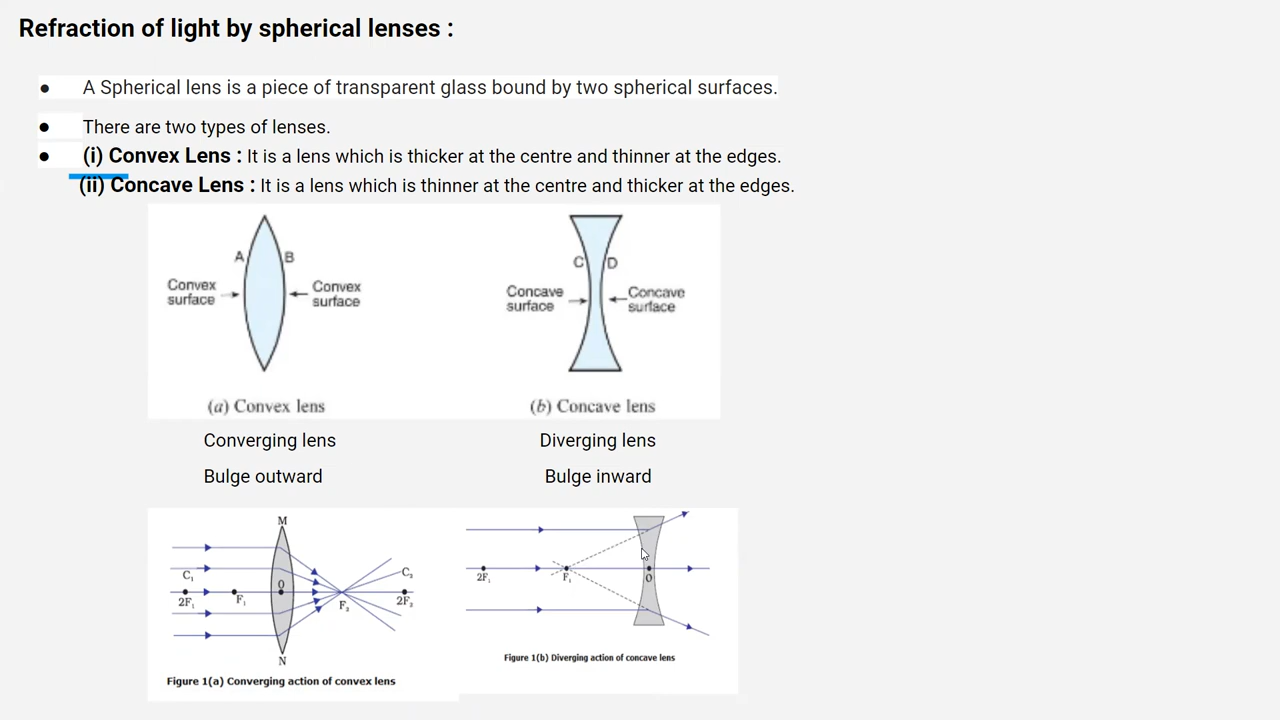 Refraction of light by spherical lenses :
● A Spherical lens is a piece of transparent glass bound by two spherical surfaces.
● There are two types of lenses.
● (i) Convex Lens : It is a lens which is thicker at the centre and thinner at the edges.
(ii) Concave Lens : It is a lens which is thinner at the centre and thicker at the edges.
A B
Convex surface
Convex surface
(a) Convex lens
C D
Concave surface
Concave surface
(b) Concave lens
Converging lens
Diverging lens
Bulge outward
Bulge inward
M
C₁
O
C₂
2F₁
F₁
F₂
2F₂
N
Figure 1(a) Converging action of convex lens
2F₁
F₁
O
Figure 1(b) Diverging action of concave lens